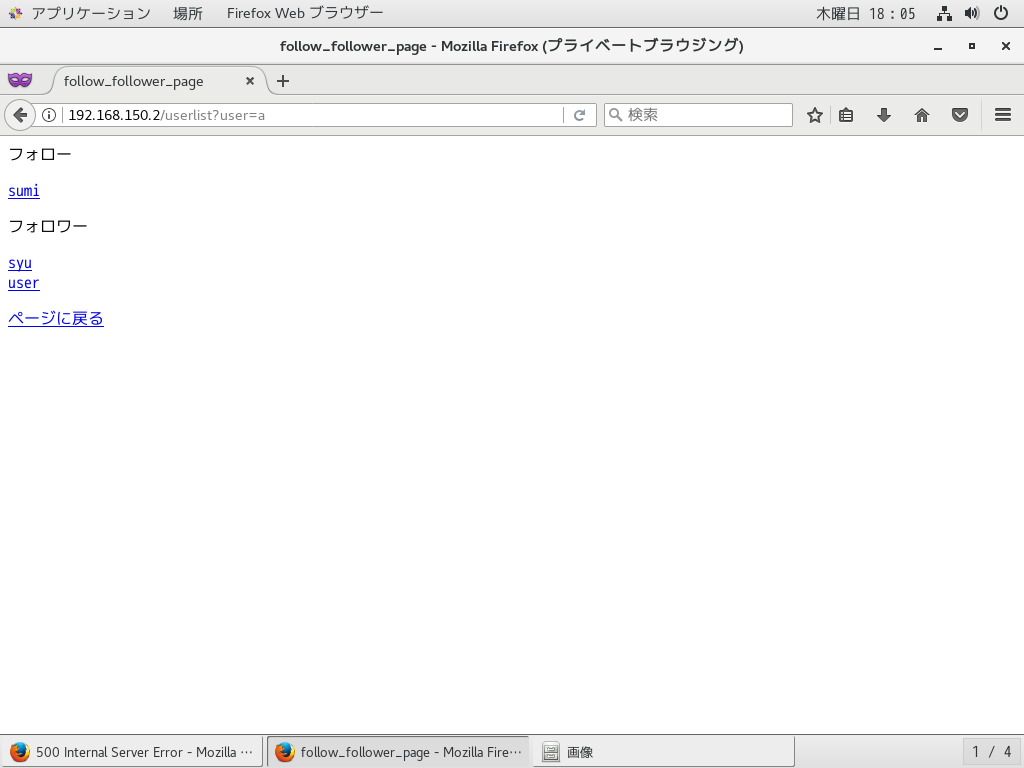 アプリケーション 場所 Firefox Web ブラウザー 木曜日 18：05
follow_follower_page - Mozilla Firefox (プライベートブラウジング)
follow_follower_page
192.168.150.2/userlist?user=a 検索
フォロー
sumi
フォロワー
syu
user
ページに戻る
500 Internal Server Error - Mozilla … follow_follower_page - Mozilla Fire… 画像 1 / 4